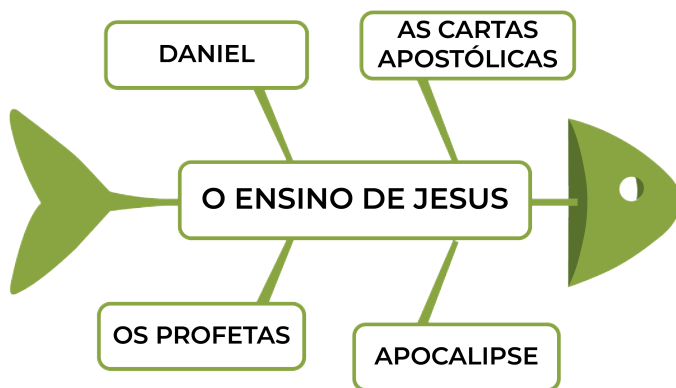 DANIEL
AS CARTAS
APOSTÓLICAS
O ENSINO DE JESUS
OS PROFETAS
APOCALIPSE